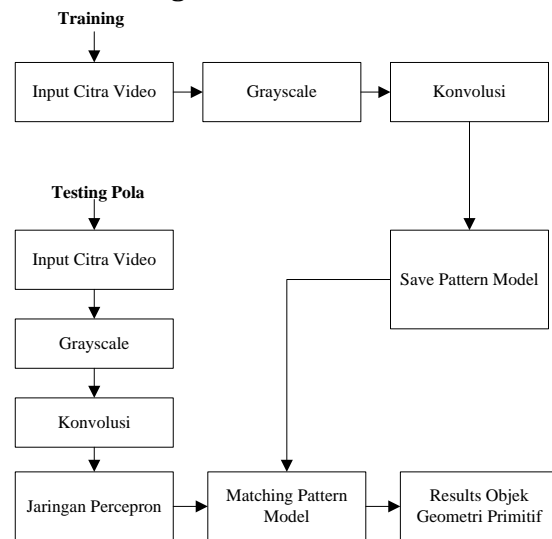 Training
Input Citra Video
Grayscale
Konvolusi
Save Pattern Model
Testing Pola
Input Citra Video
Grayscale
Konvolusi
Jaringan Percepron
Matching Pattern
Model
Results Objek
Geometri Primitif